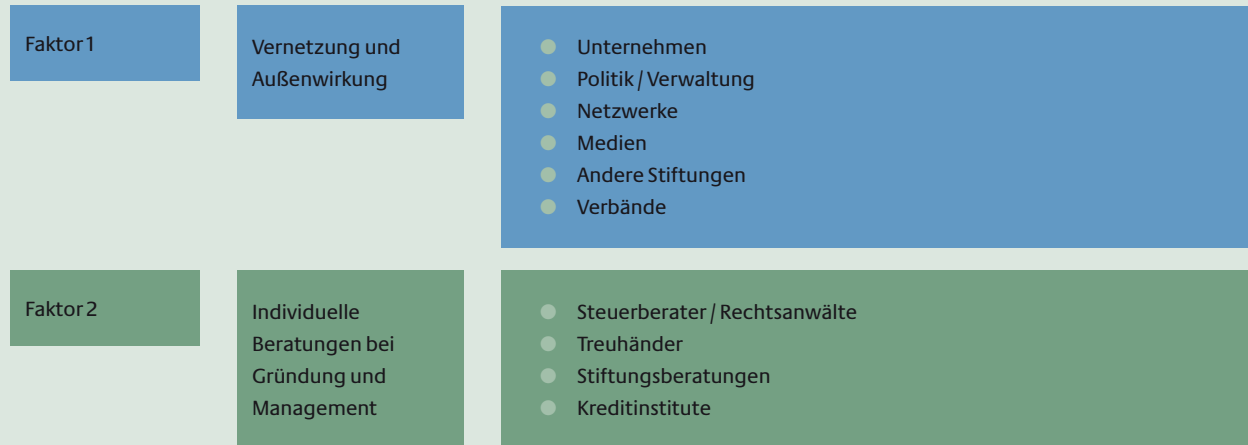 Faktor 1
Vernetzung und
Außenwirkung
Unternehmen
Politik / Verwaltung
Netzwerke
Medien
Andere Stiftungen
Verbände
Faktor 2
Individuelle
Beratungen bei
Gründung und
Management
Steuerberater / Rechtsanwälte
Treuhänder
Stiftungsberatungen
Kreditinstitute